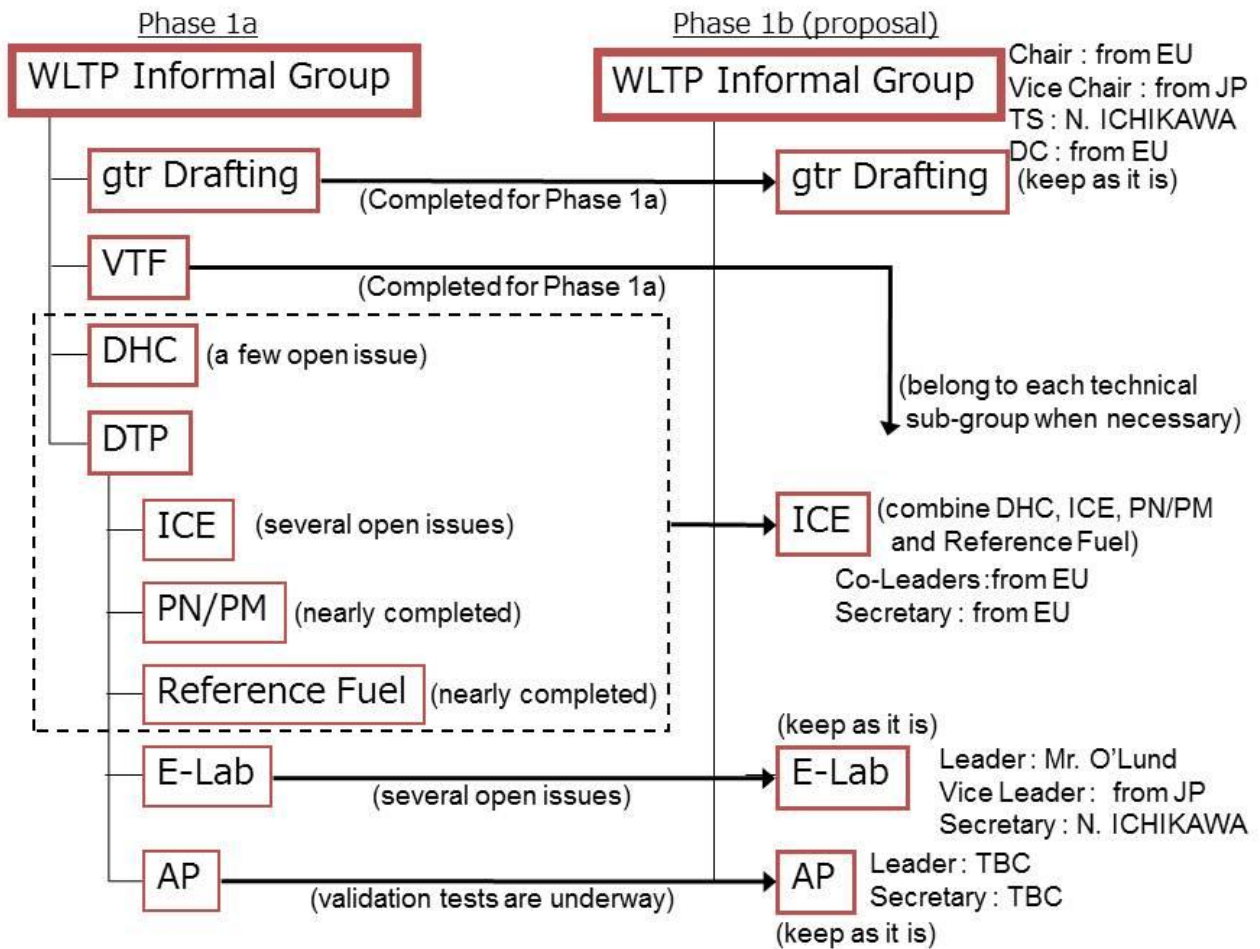 Phase 1a
Phase 1b (proposal)
WLTP Informal Group
WLTP Informal Group
Chair : from EU
Vice Chair : from JP
TS : N. ICHIKAWA
DC : from EU
(keep as it is)
gtr Drafting
(Completed for Phase 1a)
gtr Drafting
VTF
(Completed for Phase 1a)
DHC
(a few open issue)
(belong to each technical
sub-group when necessary)
DTP
ICE
(several open issues)
ICE
(combine DHC, ICE, PN/PM
and Reference Fuel)
Co-Leaders :from EU
Secretary : from EU
PN/PM
(nearly completed)
Reference Fuel
(nearly completed)
(keep as it is)
E-Lab
(several open issues)
E-Lab
Leader : Mr. O'Lund
Vice Leader : from JP
Secretary : N. ICHIKAWA
AP
(validation tests are underway)
AP
Leader : TBC
Secretary : TBC
(keep as it is)